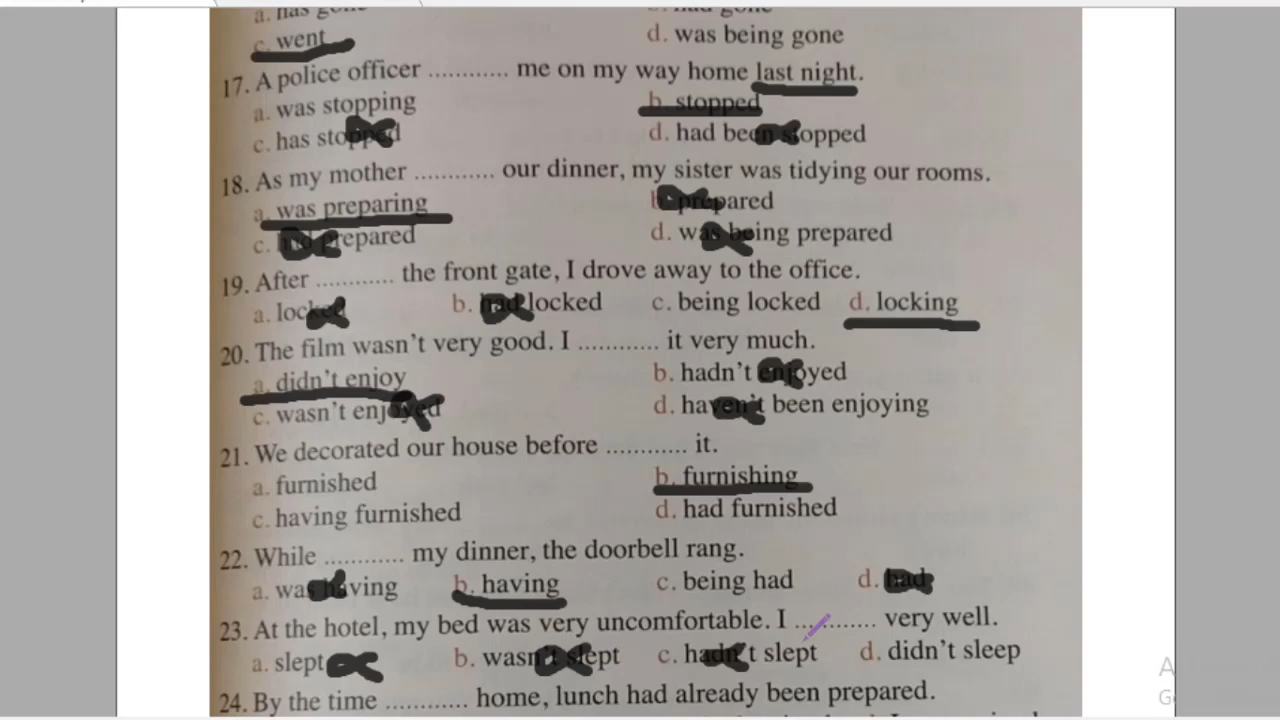 a. has gone
c. went d. was being gone
17. A police officer ............ me on my way home last night.
a. was stopping b. stopped
c. has stopped d. had been stopped
18. As my mother ............ our dinner, my sister was tidying our rooms.
a. was preparing b. prepared
c. had prepared d. was being prepared
19. After ............ the front gate, I drove away to the office.
a. locked b. had locked c. being locked d. locking
20. The film wasn't very good. I ............ it very much.
a. didn't enjoy b. hadn't enjoyed
c. wasn't enjoyed d. haven't been enjoying
21. We decorated our house before ............ it.
a. furnished b. furnishing
c. having furnished d. had furnished
22. While ............ my dinner, the doorbell rang.
a. was having b. having c. being had d. had
23. At the hotel, my bed was very uncomfortable. I ............ very well.
a. slept b. wasn't slept c. hadn't slept d. didn't sleep
24. By the time ............ home, lunch had already been prepared.